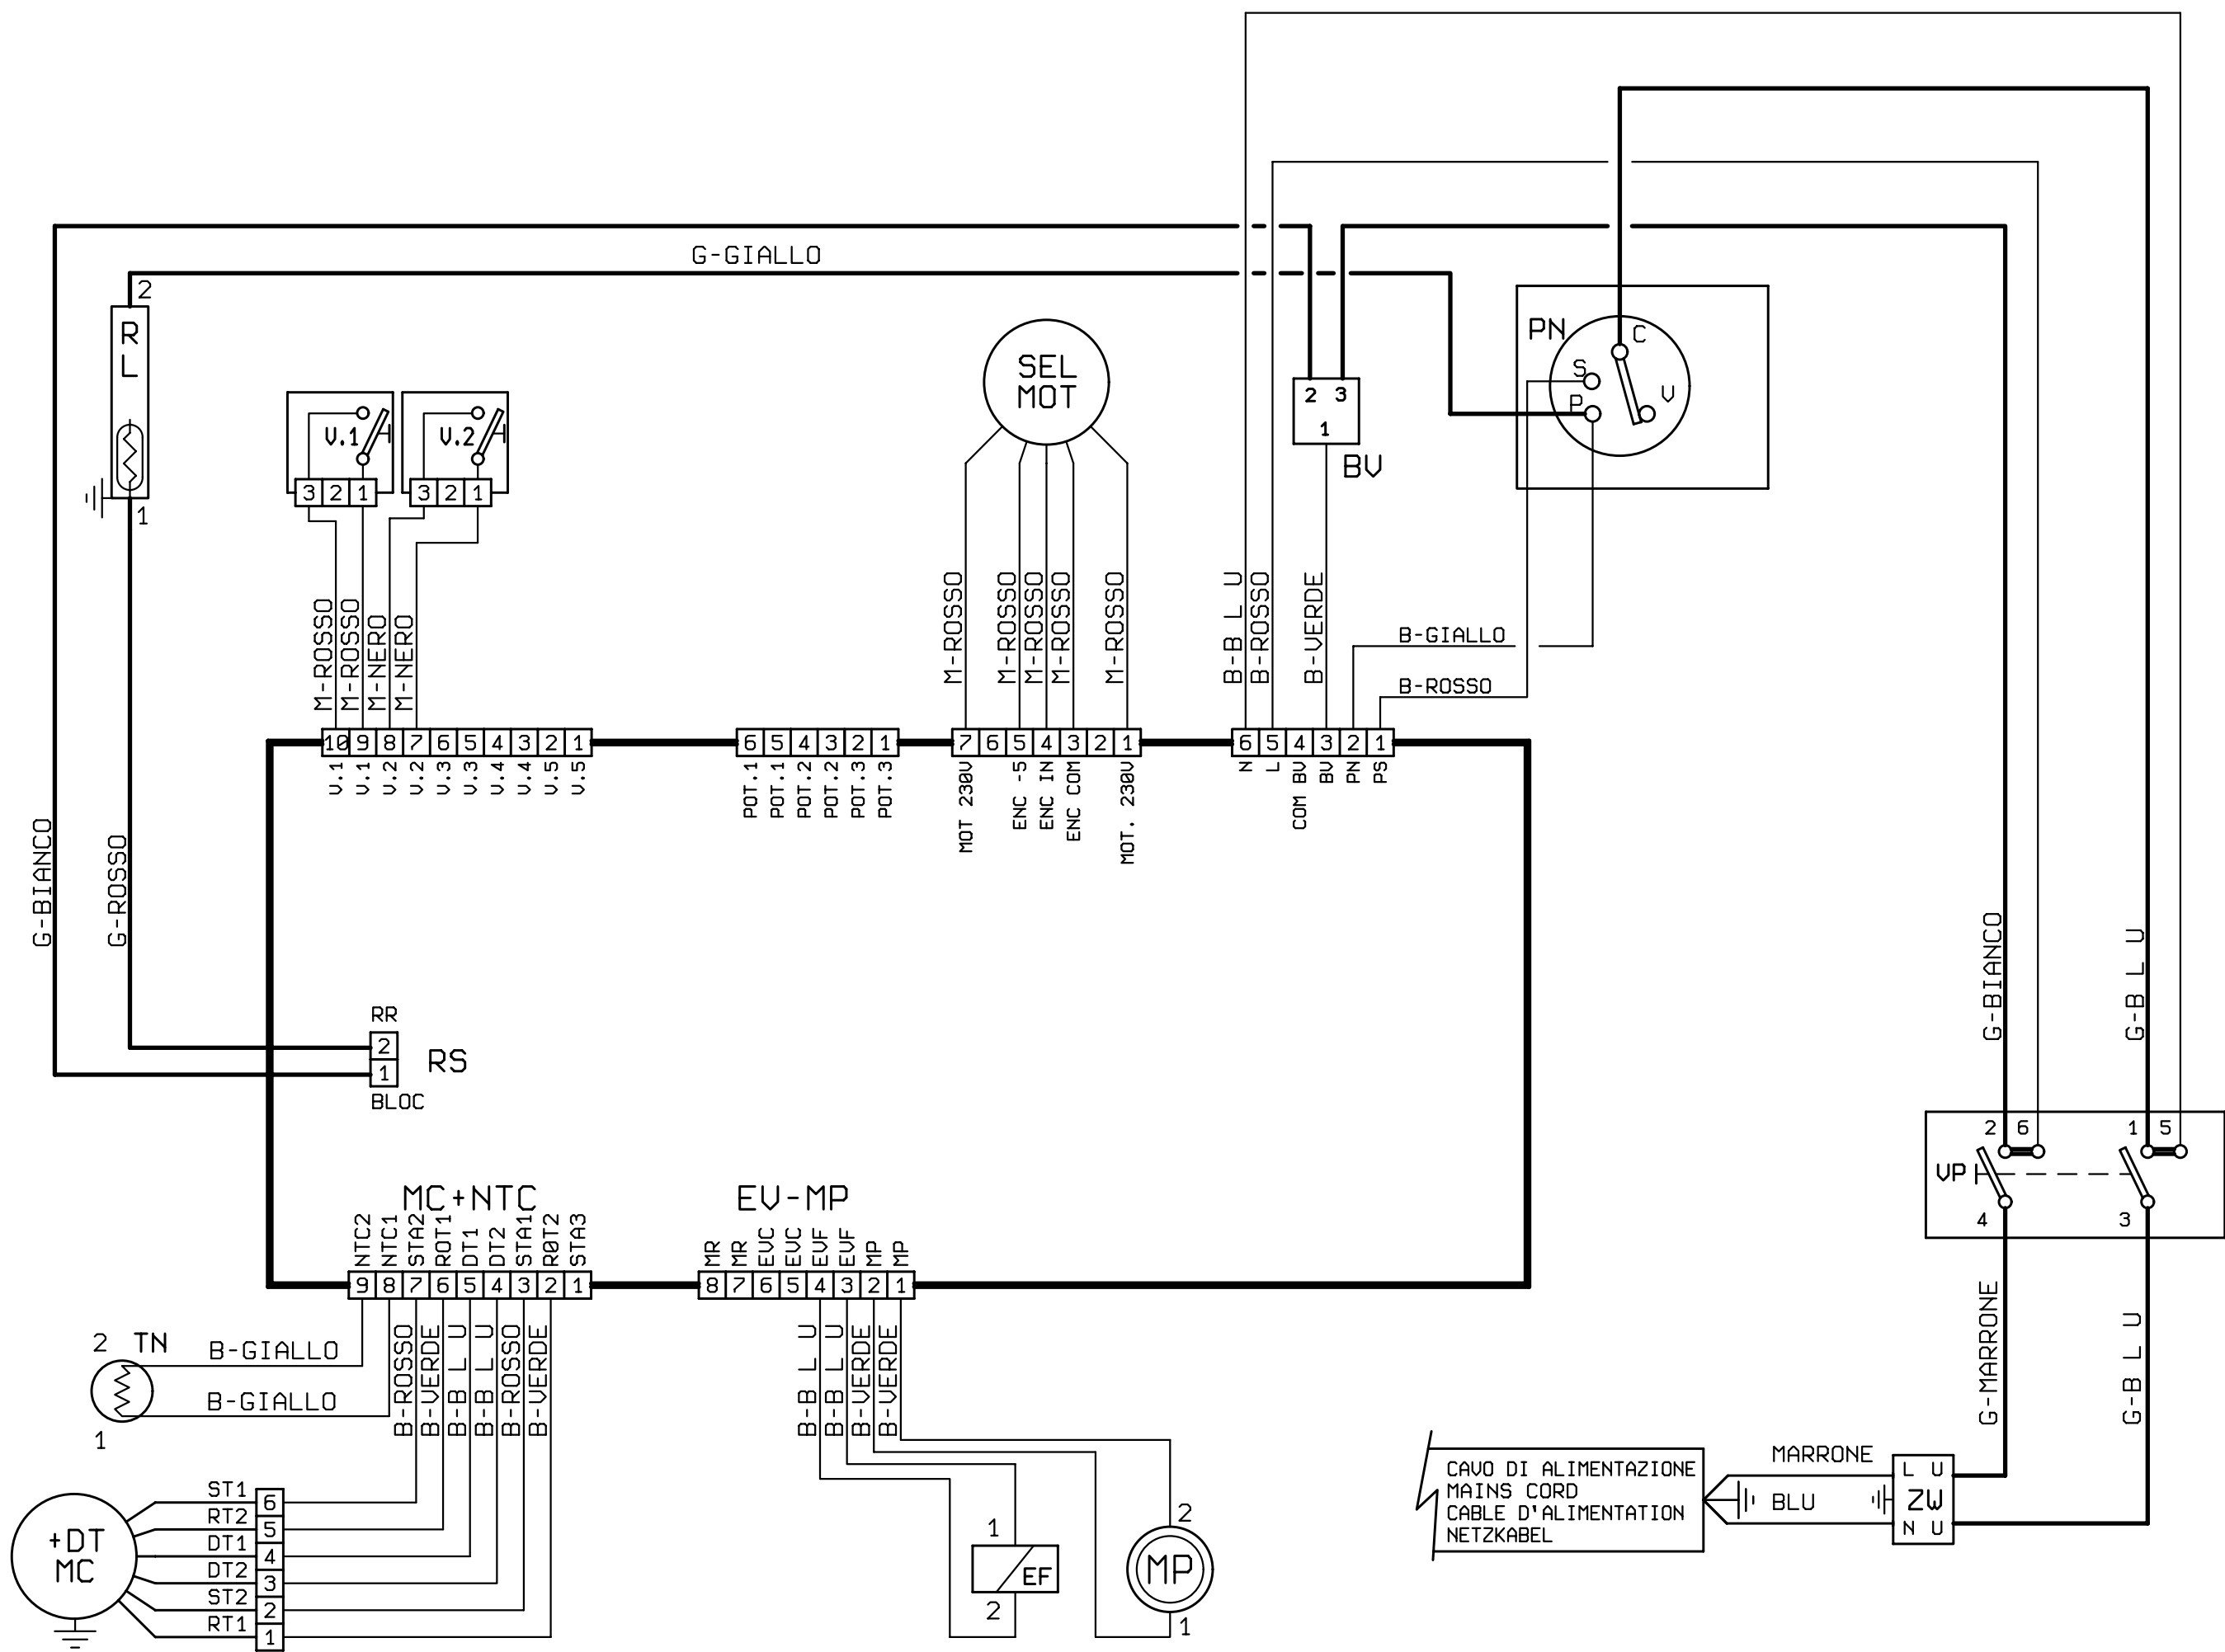 G-GIALLO
2
R
L
1
V.1
3 2 1
V.2
3 2 1
SEL
MOT
2 3
1
BV
PN
C
S
P
V
M-ROSSO
M-ROSSO
M-NERO
M-NERO
M-ROSSO
M-ROSSO
M-ROSSO
M-ROSSO
M-ROSSO
B-B L U
B-ROSSO
B-VERDE
B-GIALLO
B-ROSSO
10 9 8 7 6 5 4 3 2 1
V.1
V.1
V.2
V.2
V.3
V.3
V.4
V.4
V.5
V.5
6 5 4 3 2 1
POT.1
POT.1
POT.2
POT.2
POT.3
POT.3
7 6 5 4 3 2 1
MOT 230V
ENC -5
ENC IN
ENC COM
MOT. 230V
6 5 4 3 2 1
N
L
COM BV
BV
PN
PS
G-BIANCO
G-ROSSO
G-BIANCO
G-B L U
RR
2
1
RS
BLOC
2 6
1 5
VP
4
3
MC+NTC
NTC2
NTC1
STA2
ROT1
DT1
DT2
STA1
R0T2
STA3
9 8 7 6 5 4 3 2 1
EV-MP
MR
MR
EVC
EVC
EVF
EVF
MP
MP
8 7 6 5 4 3 2 1
2 TN
B-GIALLO
B-GIALLO
1
B-ROSSO
B-VERDE
B-B L U
B-B L U
B-ROSSO
B-VERDE
B-B L U
B-B L U
B-VERDE
B-VERDE
G-MARRONE
G-B L U
+DT
MC
ST1 6
RT2 5
DT1 4
DT2 3
ST2 2
RT1 1
1
EF
2
2
MP
1
CAVO DI ALIMENTAZIONE
MAINS CORD
CABLE D'ALIMENTATION
NETZKABEL
MARRONE
BLU
L U
ZW
N U